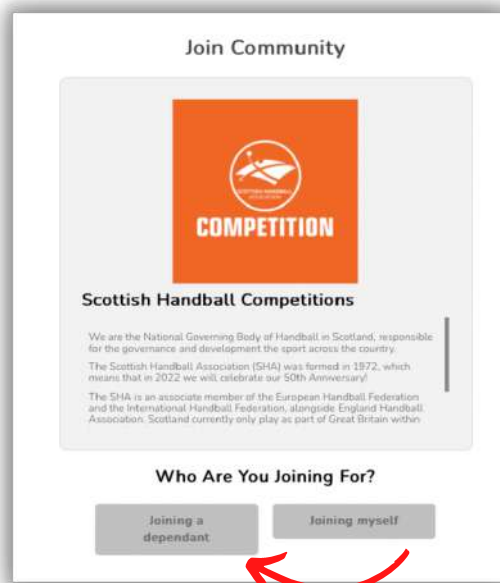 Join Community
SCOTTISH HANDBALL
ASSOCIATION
COMPETITION
Scottish Handball Competitions
We are the National Governing Body of Handball in Scotland, responsible
for the governance and development the sport across the country.
The Scottish Handball Association (SHA) was formed in 1972, which
means that in 2022 we will celebrate our 50th Anniversary!
The SHA is an associate member of the European Handball Federation
and the International Handball Federation, alongside England Handball
Association. Scotland currently only play as part of Great Britain within
Who Are You Joining For?
Joining a
dependant
Joining myself